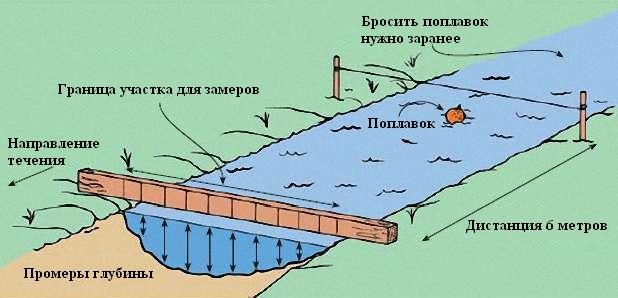 Бросить поплавок
нужно заранее
Граница участка для замеров
Поплавок
Направление
течения
Дистанция 6 метров
Промеры глубины